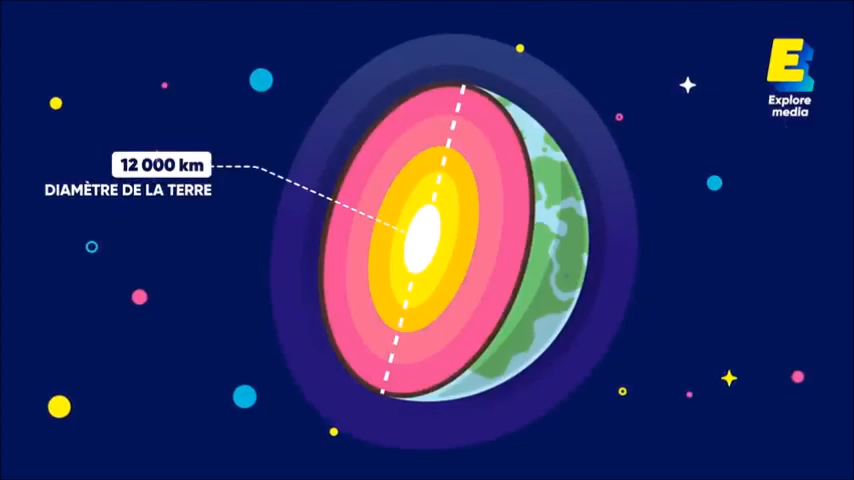 12 000 km
DIAMÈTRE DE LA TERRE
E
Explore
media